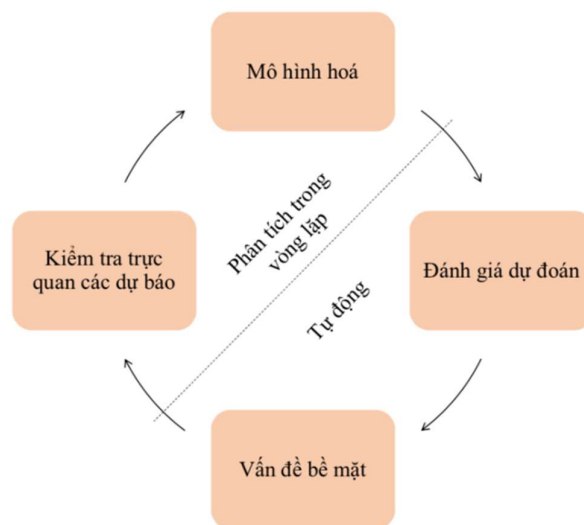 Mô hình hoá
Phân tích trong
vòng lặp
Kiểm tra trực
quan các dự báo
Đánh giá dự đoán
Tự động
Vấn đề bề mặt